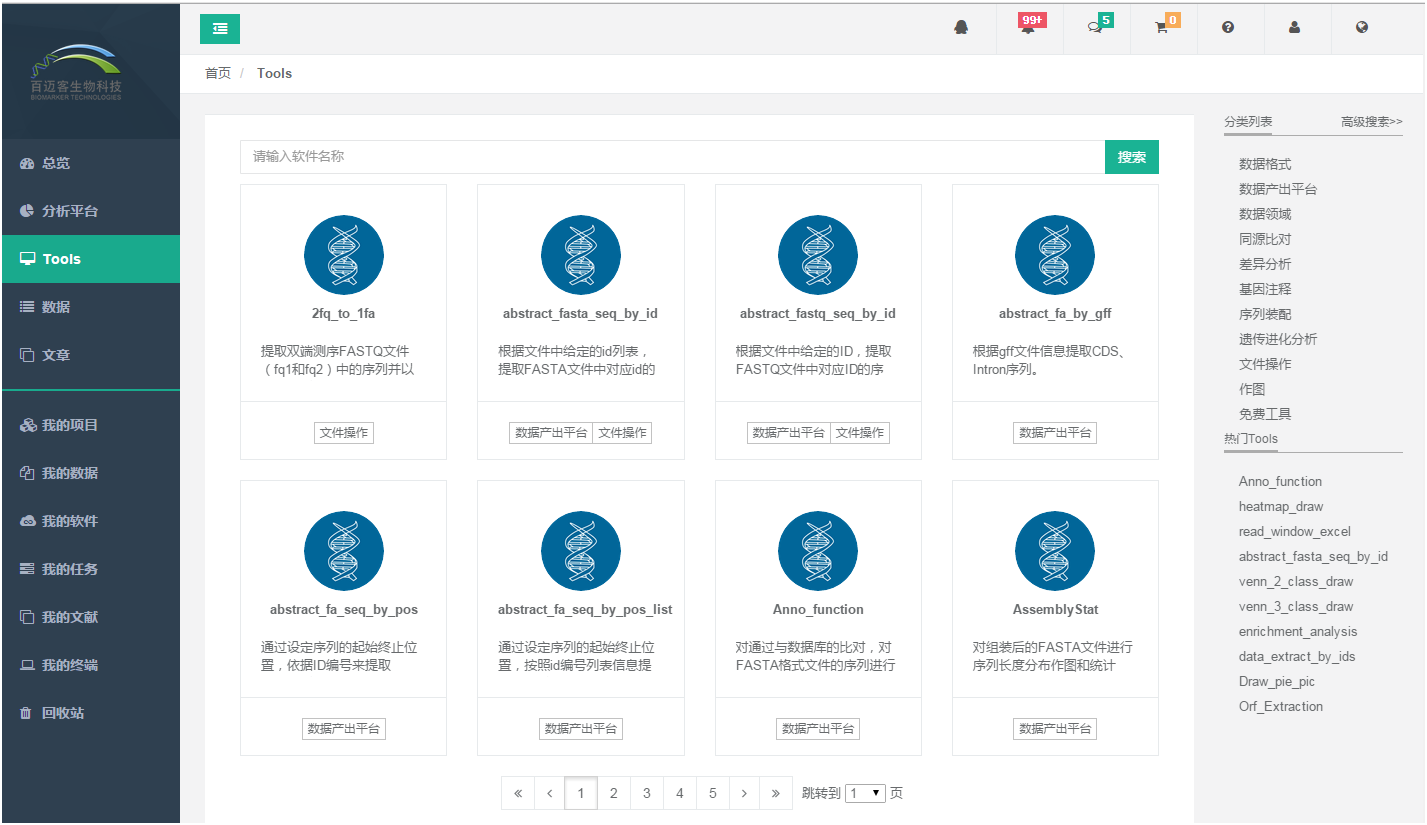 百迈客生物科技
BIOMARKER TECHNOLOGIES
总览
分析平台
Tools
数据
文章
我的项目
我的数据
我的软件
我的任务
我的文献
我的终端
回收站
99+
5
0
首页 / Tools
请输入软件名称 搜索
2fq_to_1fa
提取双端测序FASTQ文件
（fq1和fq2）中的序列并以
文件操作
abstract_fasta_seq_by_id
根据文件中给定的id列表，
提取FASTA文件中对应id的
数据产出平台 文件操作
abstract_fastq_seq_by_id
根据文件中给定的ID，提取
FASTQ文件中对应ID的序
数据产出平台 文件操作
abstract_fa_by_gff
根据gff文件信息提取CDS、
Intron序列。
数据产出平台
abstract_fa_seq_by_pos
通过设定序列的起始终止位
置，依据ID编号来提取
数据产出平台
abstract_fa_seq_by_pos_list
通过设定序列的起始终止位
置，按照id编号列表信息提
数据产出平台
Anno_function
对通过与数据库的比对，对
FASTA格式文件的序列进行
数据产出平台
AssemblyStat
对组装后的FASTA文件进行
序列长度分布作图和统计
数据产出平台
« ‹ 1 2 3 4 5 › » 跳转到 1 页
分类列表 高级搜索>>
数据格式
数据产出平台
数据领域
同源比对
差异分析
基因注释
序列装配
遗传进化分析
文件操作
作图
免费工具
热门Tools
Anno_function
heatmap_draw
read_window_excel
abstract_fasta_seq_by_id
venn_2_class_draw
venn_3_class_draw
enrichment_analysis
data_extract_by_ids
Draw_pie_pic
Orf_Extraction